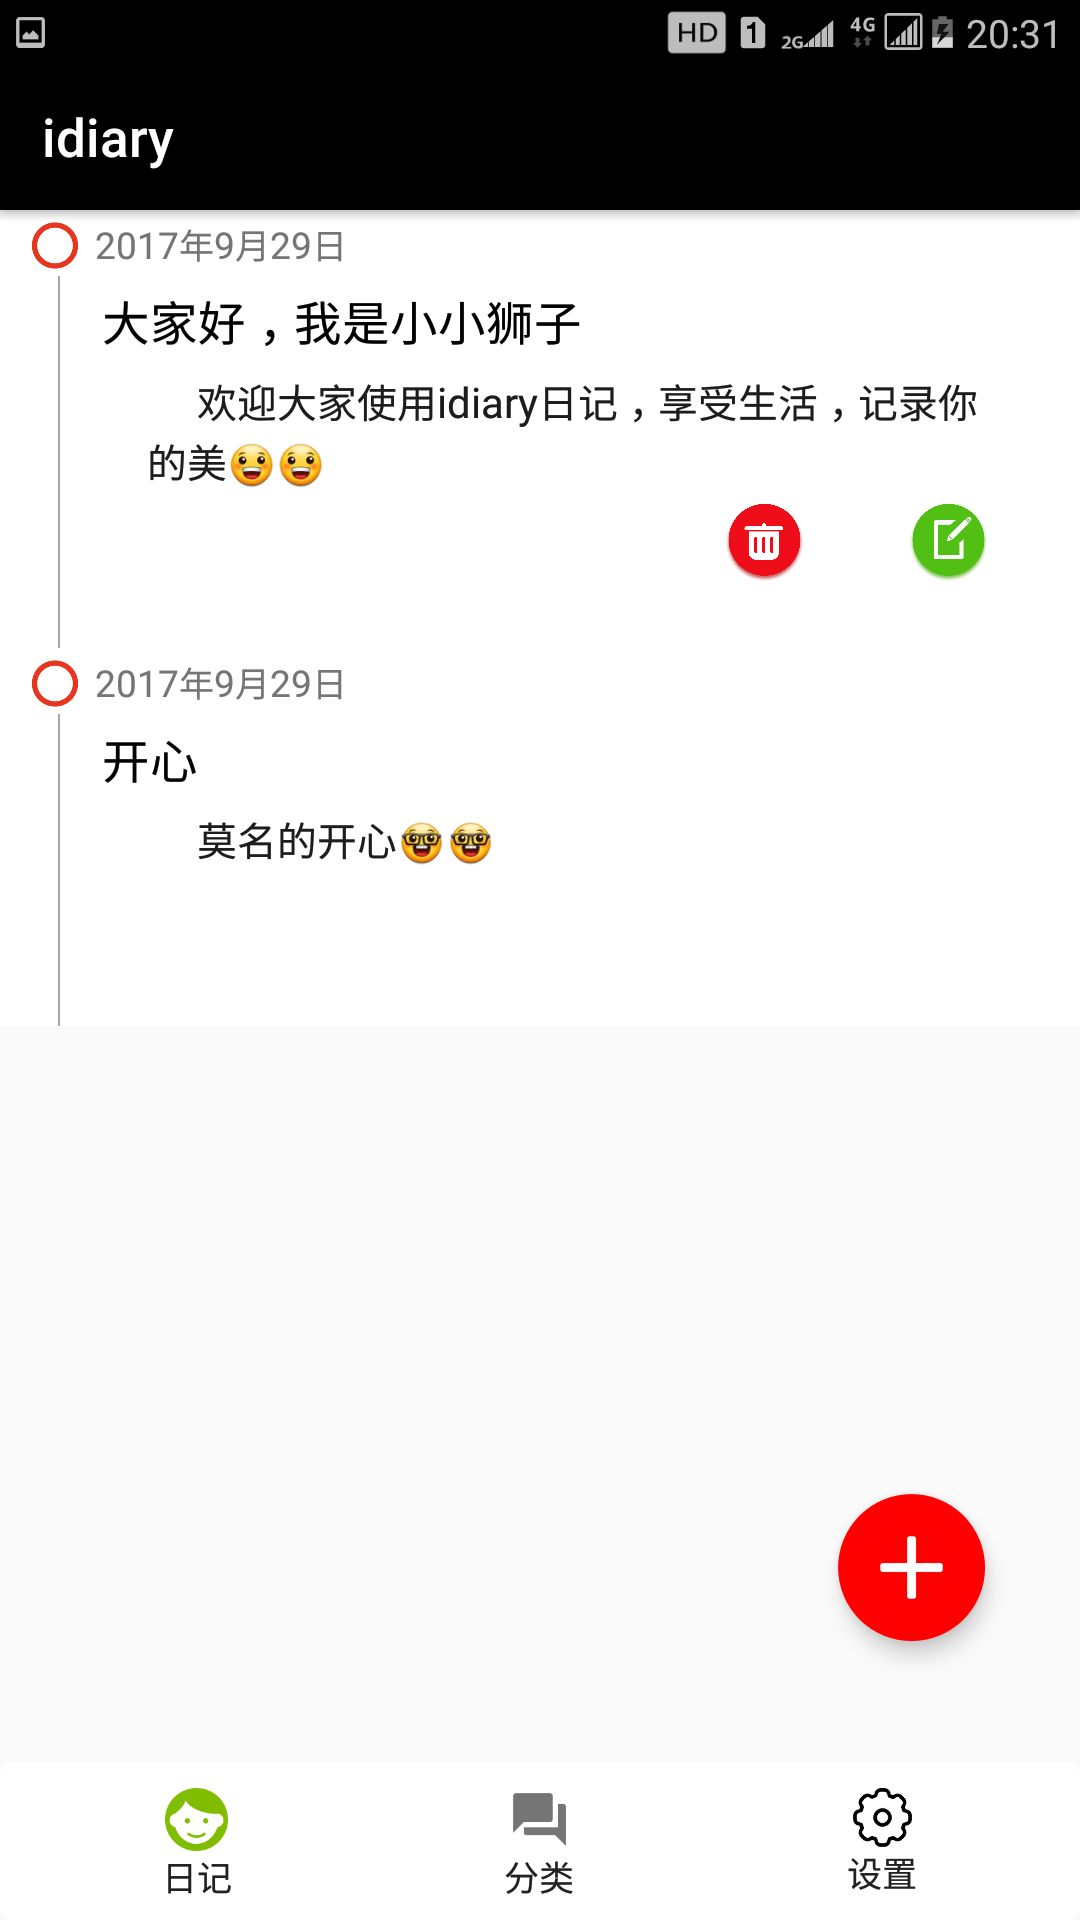 HD 1 2G 4G 20:31
idiary
2017年9月29日
大家好，我是小小狮子
欢迎大家使用idiary日记，享受生活，记录你
的美😀😀
2017年9月29日
开心
莫名的开心🤓🤓
日记 分类 设置